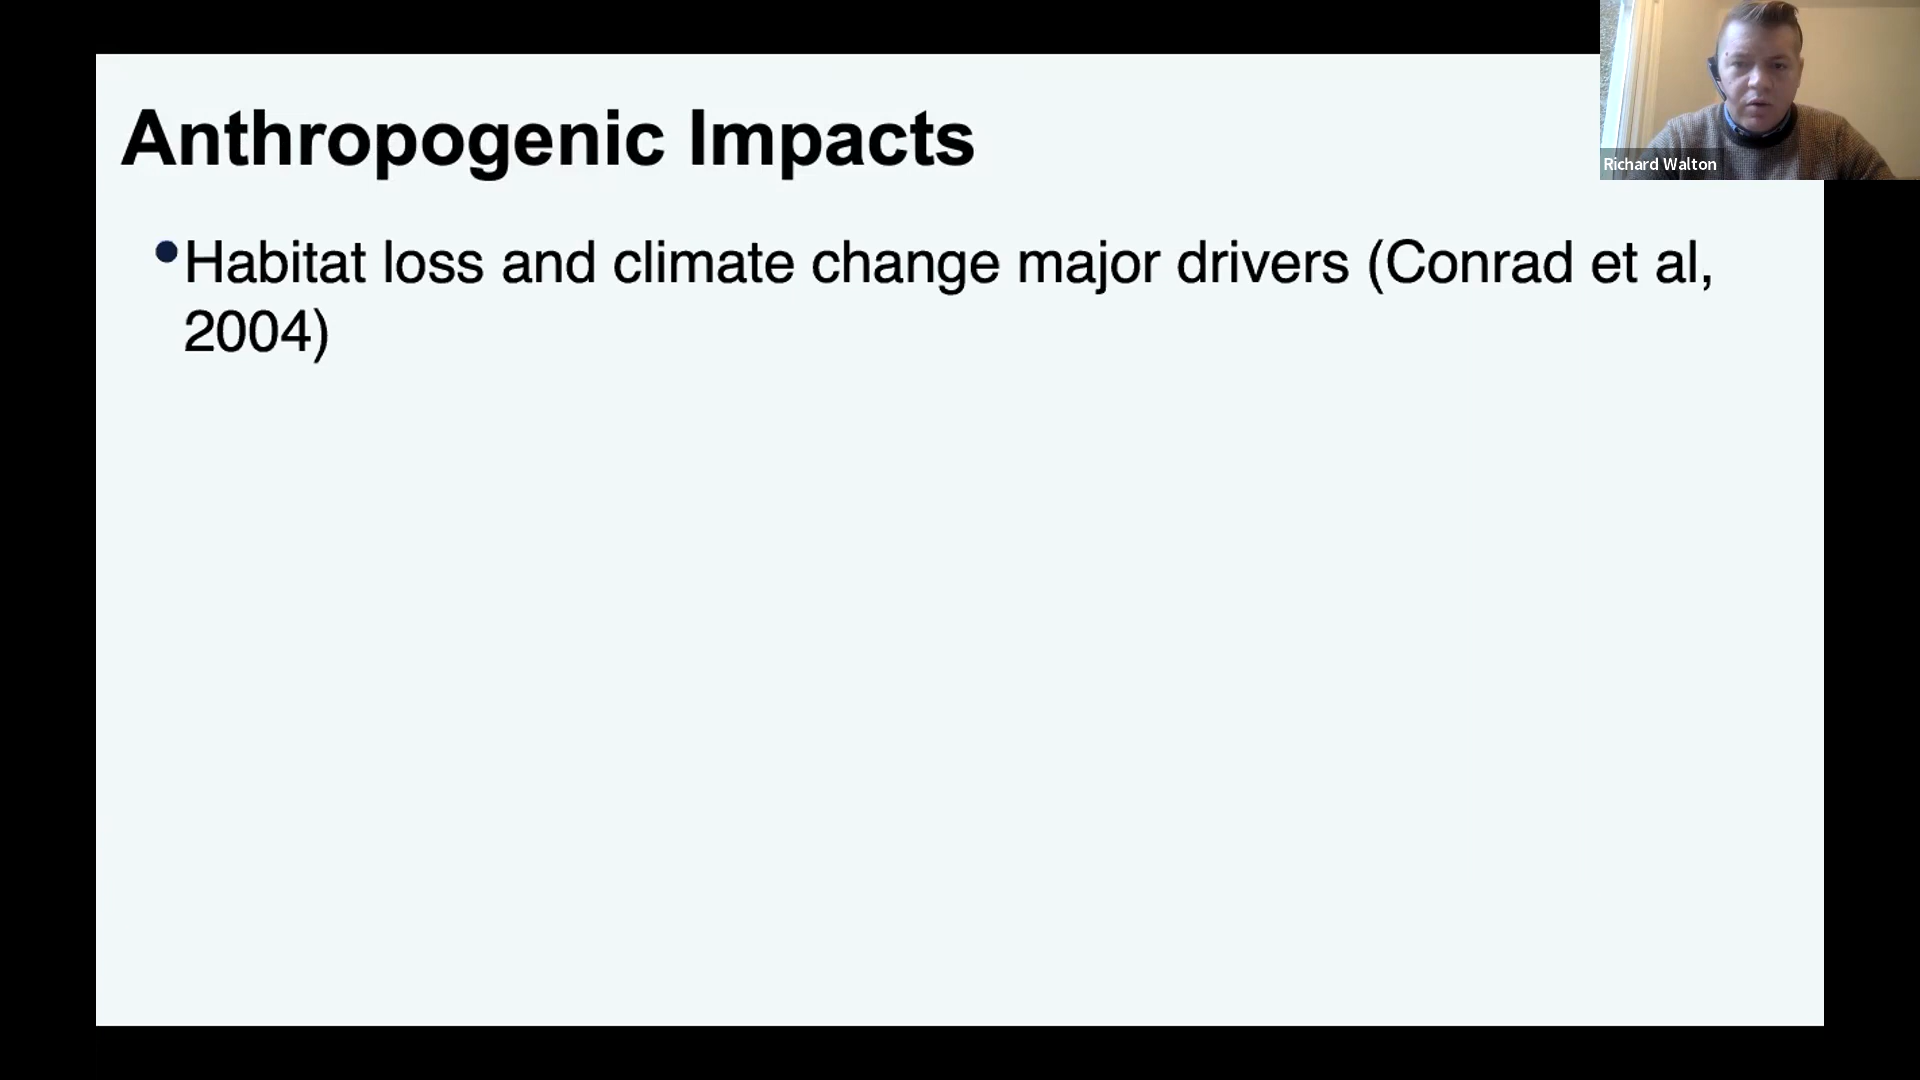 Anthropogenic Impacts
•Habitat loss and climate change major drivers (Conrad et al,
2004)
Richard Walton